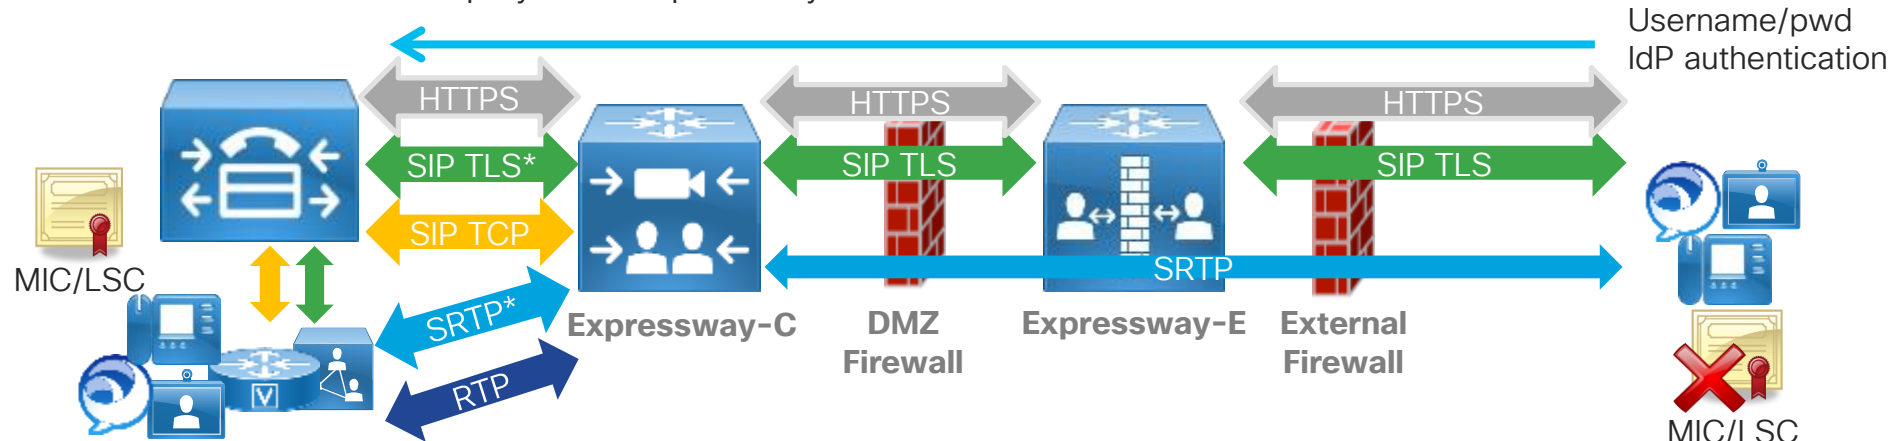 Username/pwd
IdP authentication
HTTPS
HTTPS
HTTPS
SIP TLS*
SIP TLS
SIP TLS
SIP TCP
SRTP
MIC/LSC
SRTP*
Expressway-C
DMZ
Firewall
Expressway-E
External
Firewall
RTP
V
MIC/LSC